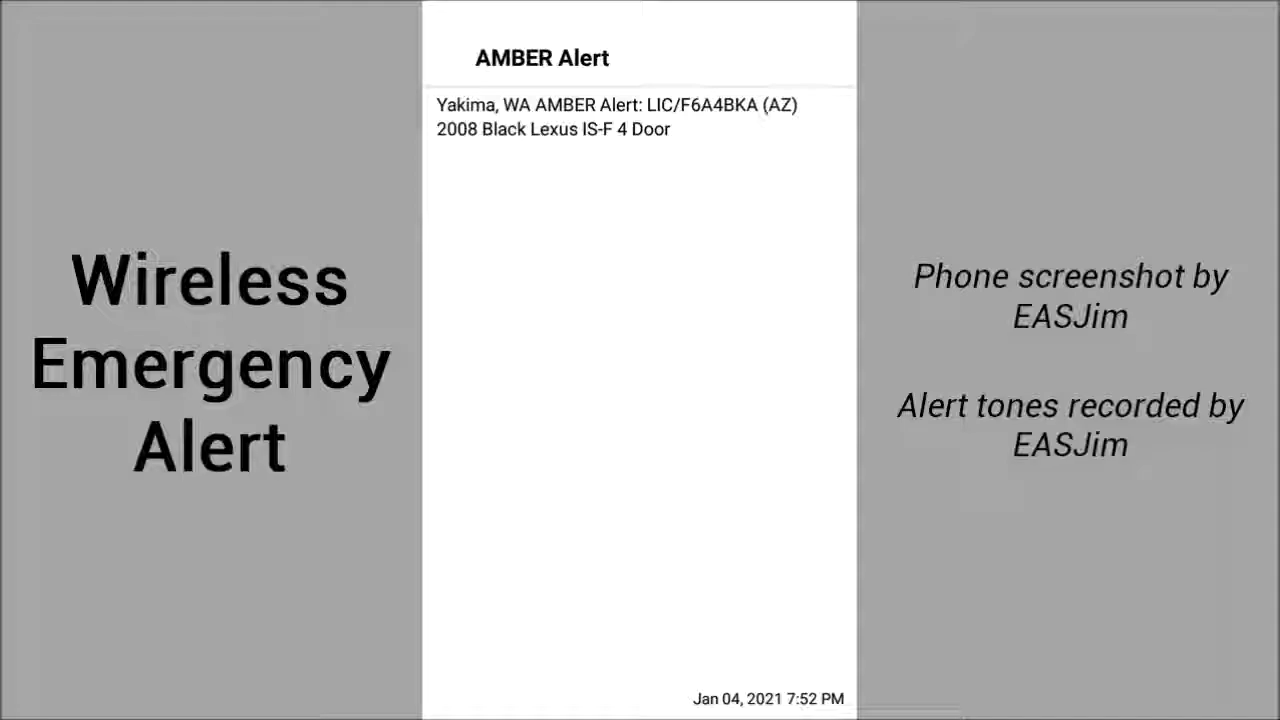 Wireless
Emergency
Alert
AMBER Alert
Yakima, WA AMBER Alert: LIC/F6A4BKA (AZ)
2008 Black Lexus IS-F 4 Door
Jan 04, 2021 7:52 PM
Phone screenshot by
EASJim
Alert tones recorded by
EASJim